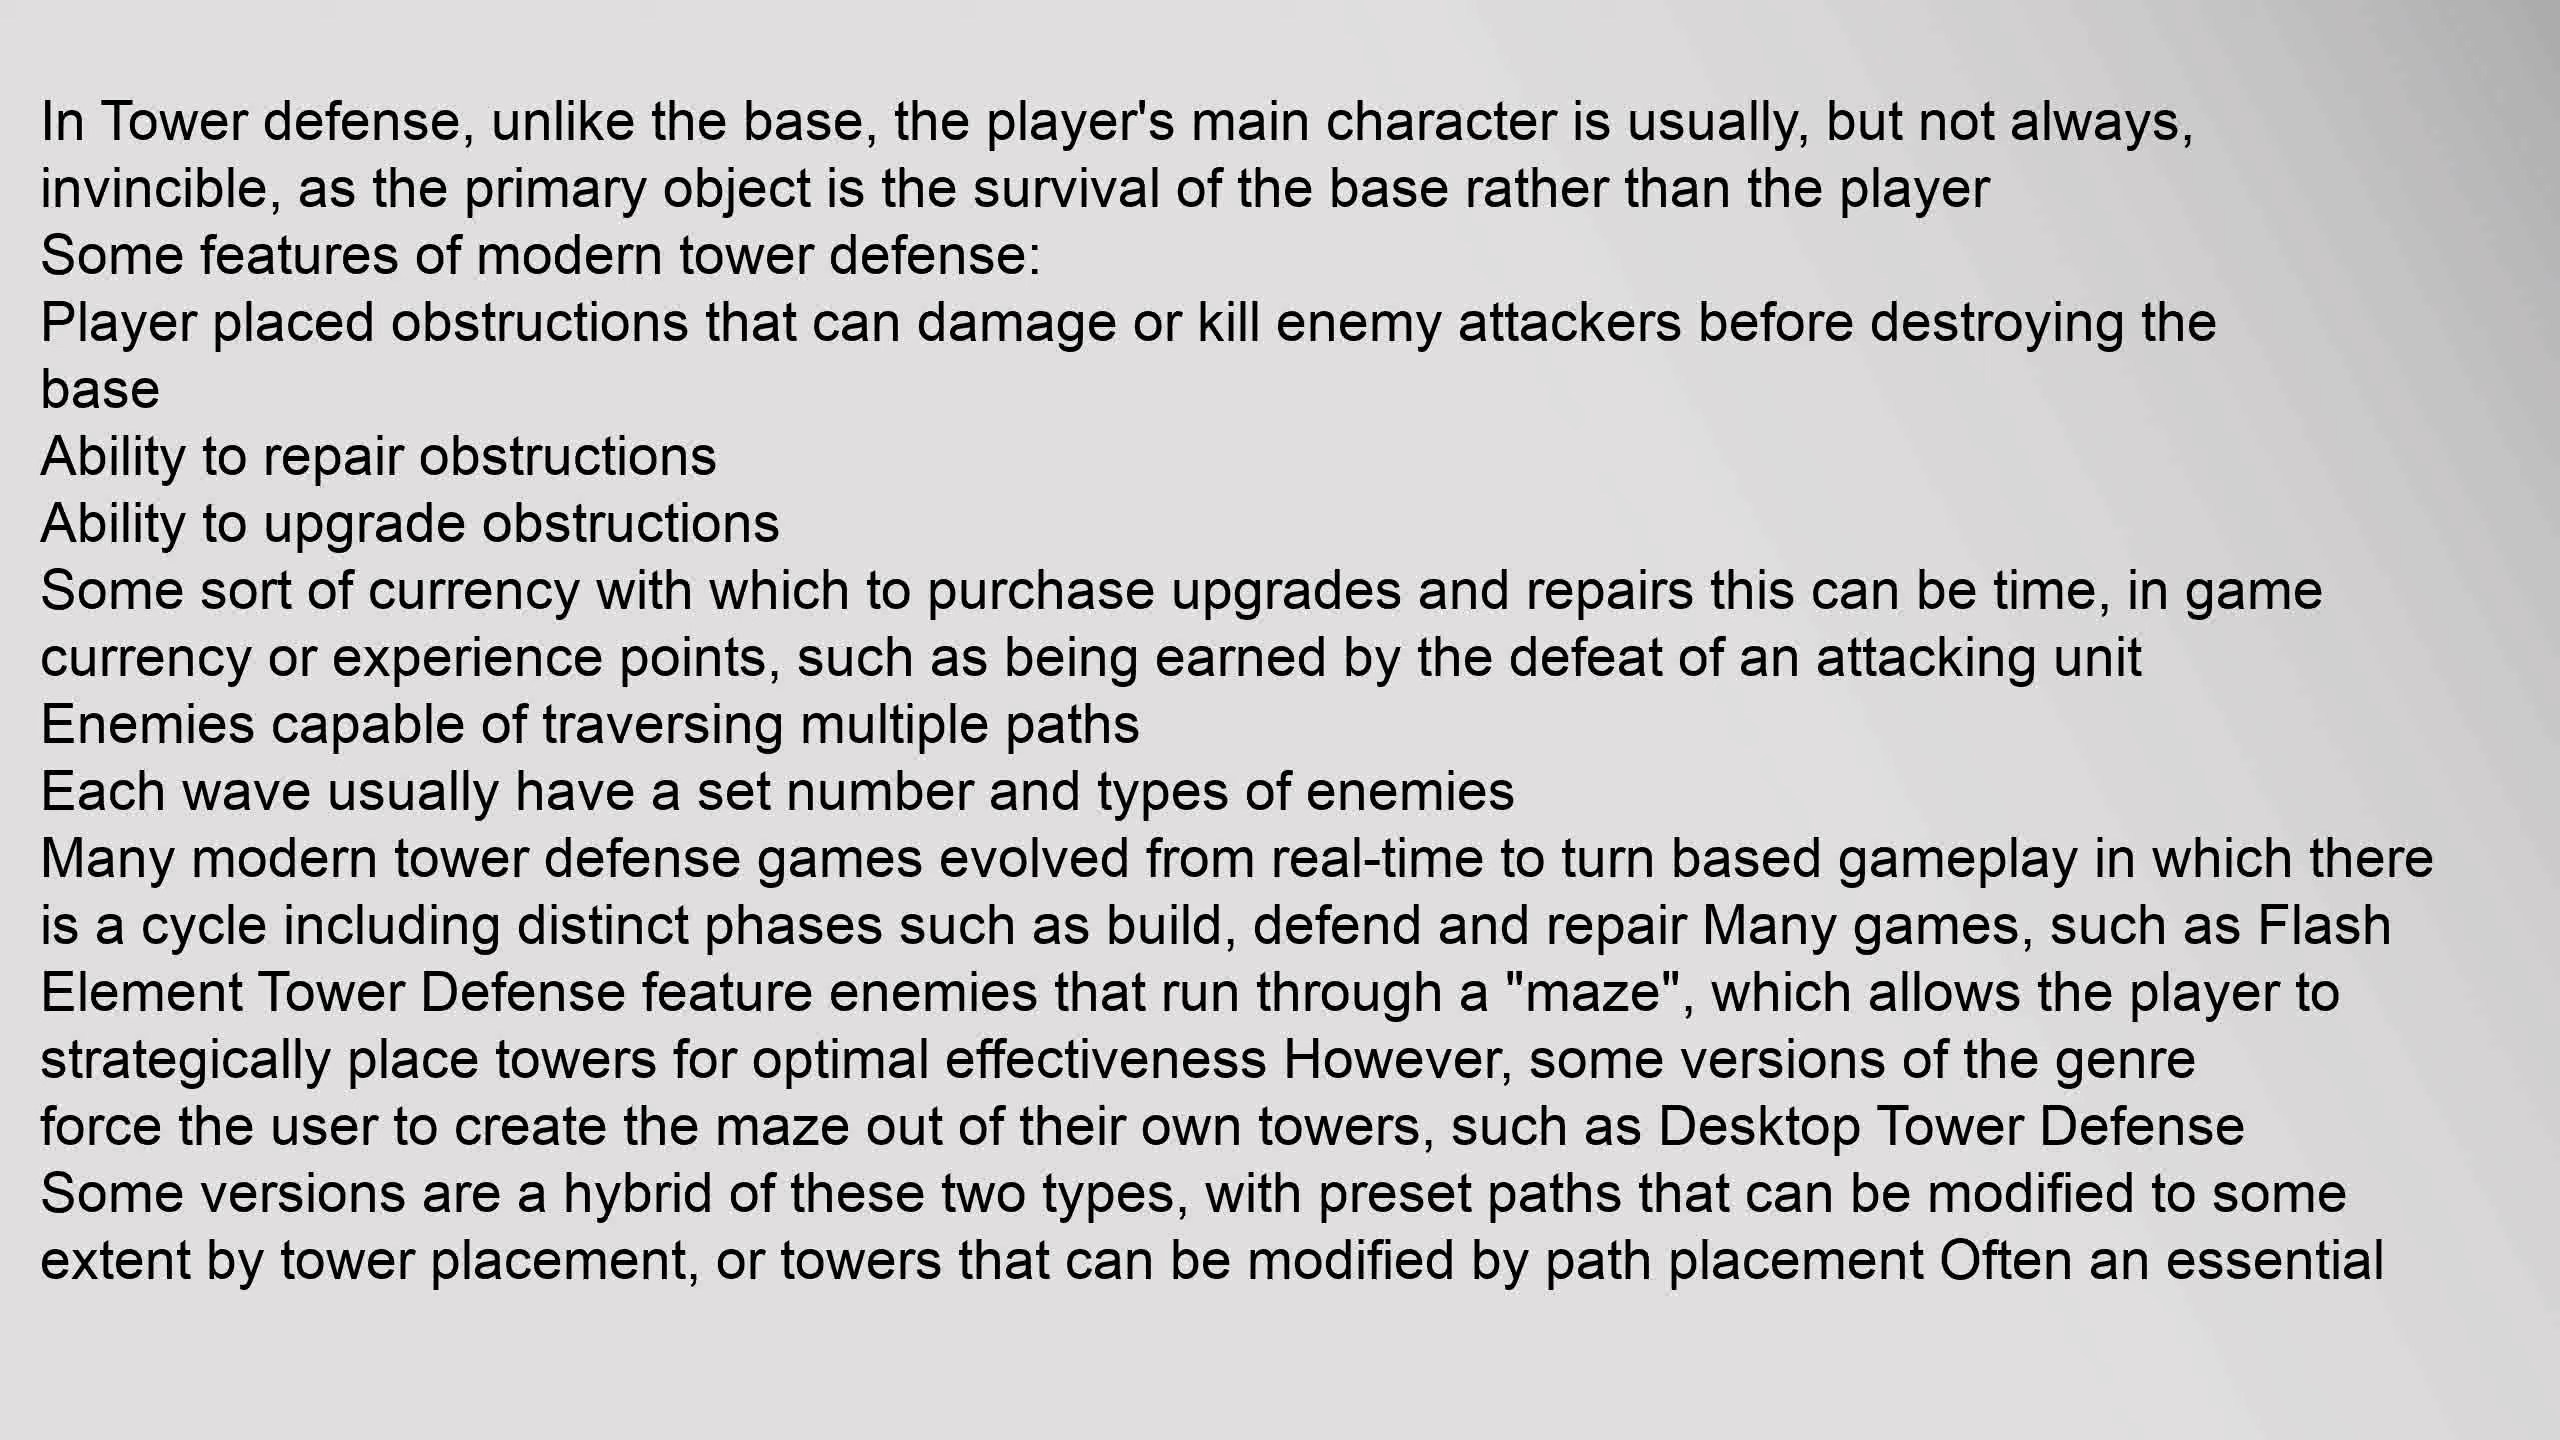 In Tower defense, unlike the base, the player's main character is usually, but not always,
invincible, as the primary object is the survival of the base rather than the player
Some features of modern tower defense:
Player placed obstructions that can damage or kill enemy attackers before destroying the
base
Ability to repair obstructions
Ability to upgrade obstructions
Some sort of currency with which to purchase upgrades and repairs this can be time, in game
currency or experience points, such as being earned by the defeat of an attacking unit
Enemies capable of traversing multiple paths
Each wave usually have a set number and types of enemies
Many modern tower defense games evolved from real-time to turn based gameplay in which there
is a cycle including distinct phases such as build, defend and repair Many games, such as Flash
Element Tower Defense feature enemies that run through a "maze", which allows the player to
strategically place towers for optimal effectiveness However, some versions of the genre
force the user to create the maze out of their own towers, such as Desktop Tower Defense
Some versions are a hybrid of these two types, with preset paths that can be modified to some
extent by tower placement, or towers that can be modified by path placement Often an essential